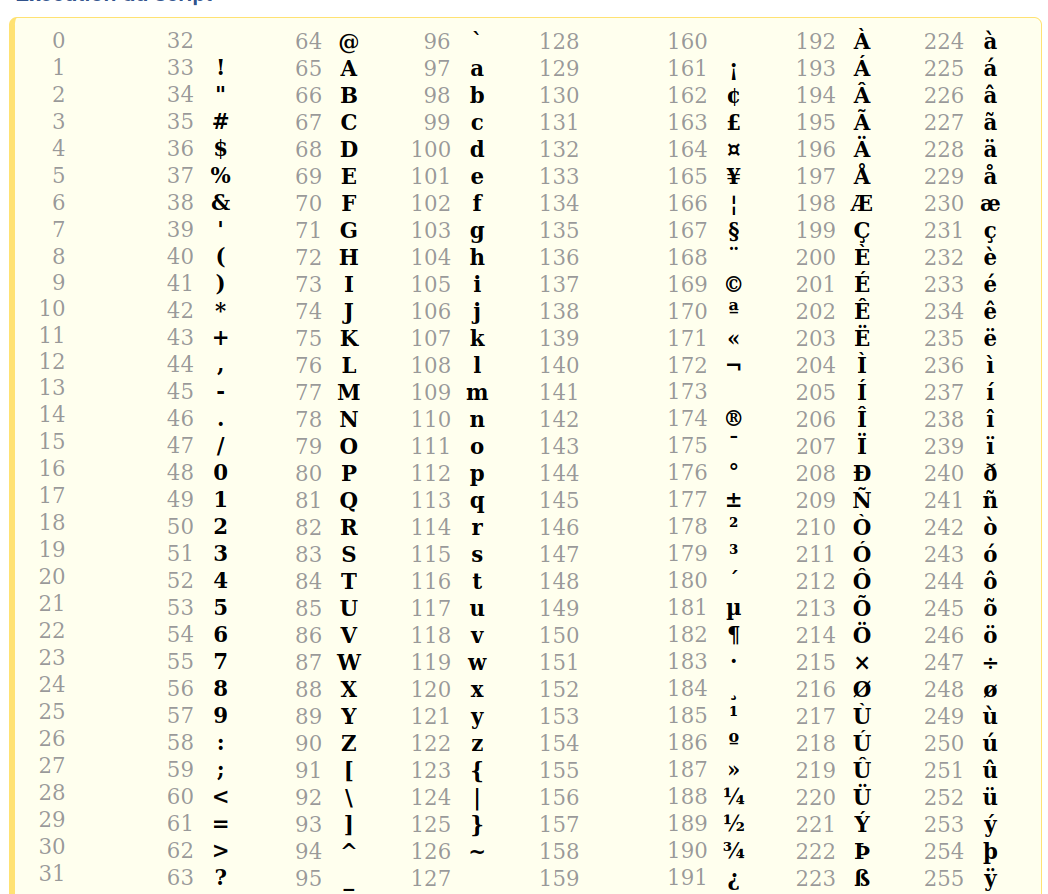 Exécution du script
0 32 64 @ 96 ` 128 160 192 À 224 à
1 33 ! 65 A 97 a 129 161 ¡ 193 Á 225 á
2 34 " 66 B 98 b 130 162 ¢ 194 Â 226 â
3 35 # 67 C 99 c 131 163 £ 195 Ã 227 ã
4 36 $ 68 D 100 d 132 164 ¤ 196 Ä 228 ä
5 37 % 69 E 101 e 133 165 ¥ 197 Å 229 å
6 38 & 70 F 102 f 134 166 ¦ 198 Æ 230 æ
7 39 ' 71 G 103 g 135 167 § 199 Ç 231 ç
8 40 ( 72 H 104 h 136 168 ¨ 200 È 232 è
9 41 ) 73 I 105 i 137 169 © 201 É 233 é
10 42 * 74 J 106 j 138 170 ª 202 Ê 234 ê
11 43 + 75 K 107 k 139 171 « 203 Ë 235 ë
12 44 , 76 L 108 l 140 172 ¬ 204 Ì 236 ì
13 45 - 77 M 109 m 141 173 205 Í 237 í
14 46 . 78 N 110 n 142 174 ® 206 Î 238 î
15 47 / 79 O 111 o 143 175 ¯ 207 Ï 239 ï
16 48 0 80 P 112 p 144 176 ° 208 Ð 240 ð
17 49 1 81 Q 113 q 145 177 ± 209 Ñ 241 ñ
18 50 2 82 R 114 r 146 178 ² 210 Ò 242 ò
19 51 3 83 S 115 s 147 179 ³ 211 Ó 243 ó
20 52 4 84 T 116 t 148 180 ´ 212 Ô 244 ô
21 53 5 85 U 117 u 149 181 µ 213 Õ 245 õ
22 54 6 86 V 118 v 150 182 ¶ 214 Ö 246 ö
23 55 7 87 W 119 w 151 183 · 215 × 247 ÷
24 56 8 88 X 120 x 152 184 ¸ 216 Ø 248 ø
25 57 9 89 Y 121 y 153 185 ¹ 217 Ù 249 ù
26 58 : 90 Z 122 z 154 186 º 218 Ú 250 ú
27 59 ; 91 [ 123 { 155 187 » 219 Û 251 û
28 60 < 92 \ 124 | 156 188 ¼ 220 Ü 252 ü
29 61 = 93 ] 125 } 157 189 ½ 221 Ý 253 ý
30 62 > 94 ^ 126 ~ 158 190 ¾ 222 Þ 254 þ
31 63 ? 95 _ 127 159 191 ¿ 223 ß 255 ÿ